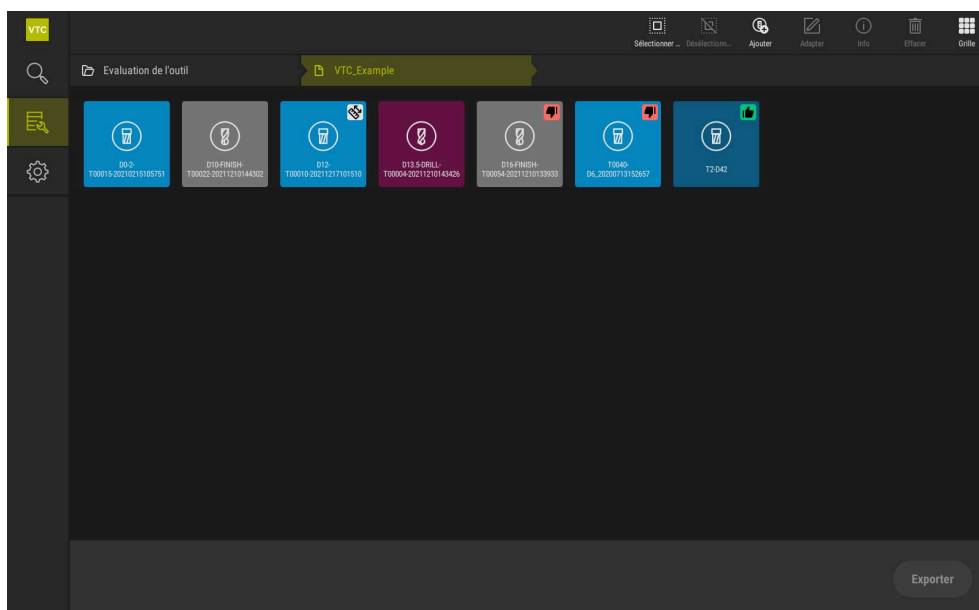 VTC
Sélectionner ...
Désélectionn...
Ajouter
Adapter
Info
Effacer
Grille
Evaluation de l'outil
VTC_Example
D0-2-
T00015-20210215105751
D10-FINISH-
T00022-20211210144302
D12-
T00010-20211217101510
D13.5-DRILL-
T00004-20211210143426
D16-FINISH-
T00054-20211210133933
T0040-
D6_20200713152657
T2-D42
Exporter